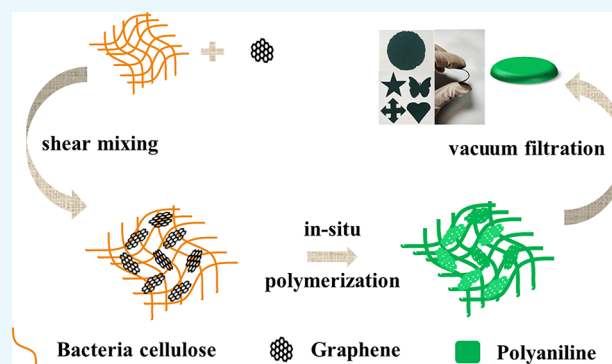 shear mixing
vacuum filtration
in-situ
polymerization
Bacteria cellulose
Graphene
Polyaniline